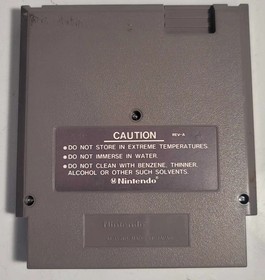 CAUTION REV-A
•DO NOT STORE IN EXTREME TEMPERATURES.
•DO NOT IMMERSE IN WATER.
•DO NOT CLEAN WITH BENZENE, THINNER,
ALCOHOL OR OTHER SUCH SOLVENTS.
Nintendo
Nintendo